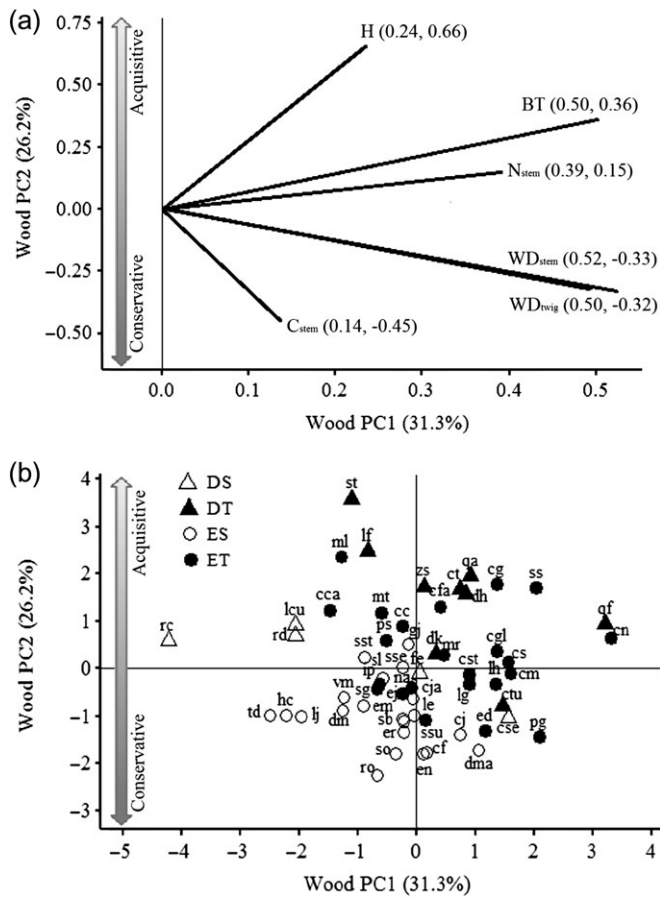 (a)
0.75
0.50
0.25
0.00
−0.25
−0.50
Wood PC2 (26.2%)
Acquisitive
Conservative
H (0.24, 0.66)
BT (0.50, 0.36)
Nstem (0.39, 0.15)
WDstem (0.52, -0.33)
WDtwig (0.50, -0.32)
Cstem (0.14, -0.45)
0.0 0.1 0.2 0.3 0.4 0.5
Wood PC1 (31.3%)
(b)
4
3
2
1
0
−1
−2
−3
Wood PC2 (26.2%)
Acquisitive
Conservative
DS
DT
ES
ET
st
ml lf
zs ct qa cg ss
cca mt cfa dh
rc lcu cc qf
rd ps gj cn
sst dk mr cgl
sse fe cst lh cs
ip sl cm
vm sg ej na cja lg ctu
td hc lj dm em le
sb cj ed cse pg
er ssu
so cf
ro en dma
−5 −4 −3 −2 −1 0 1 2 3 4
Wood PC1 (31.3%)